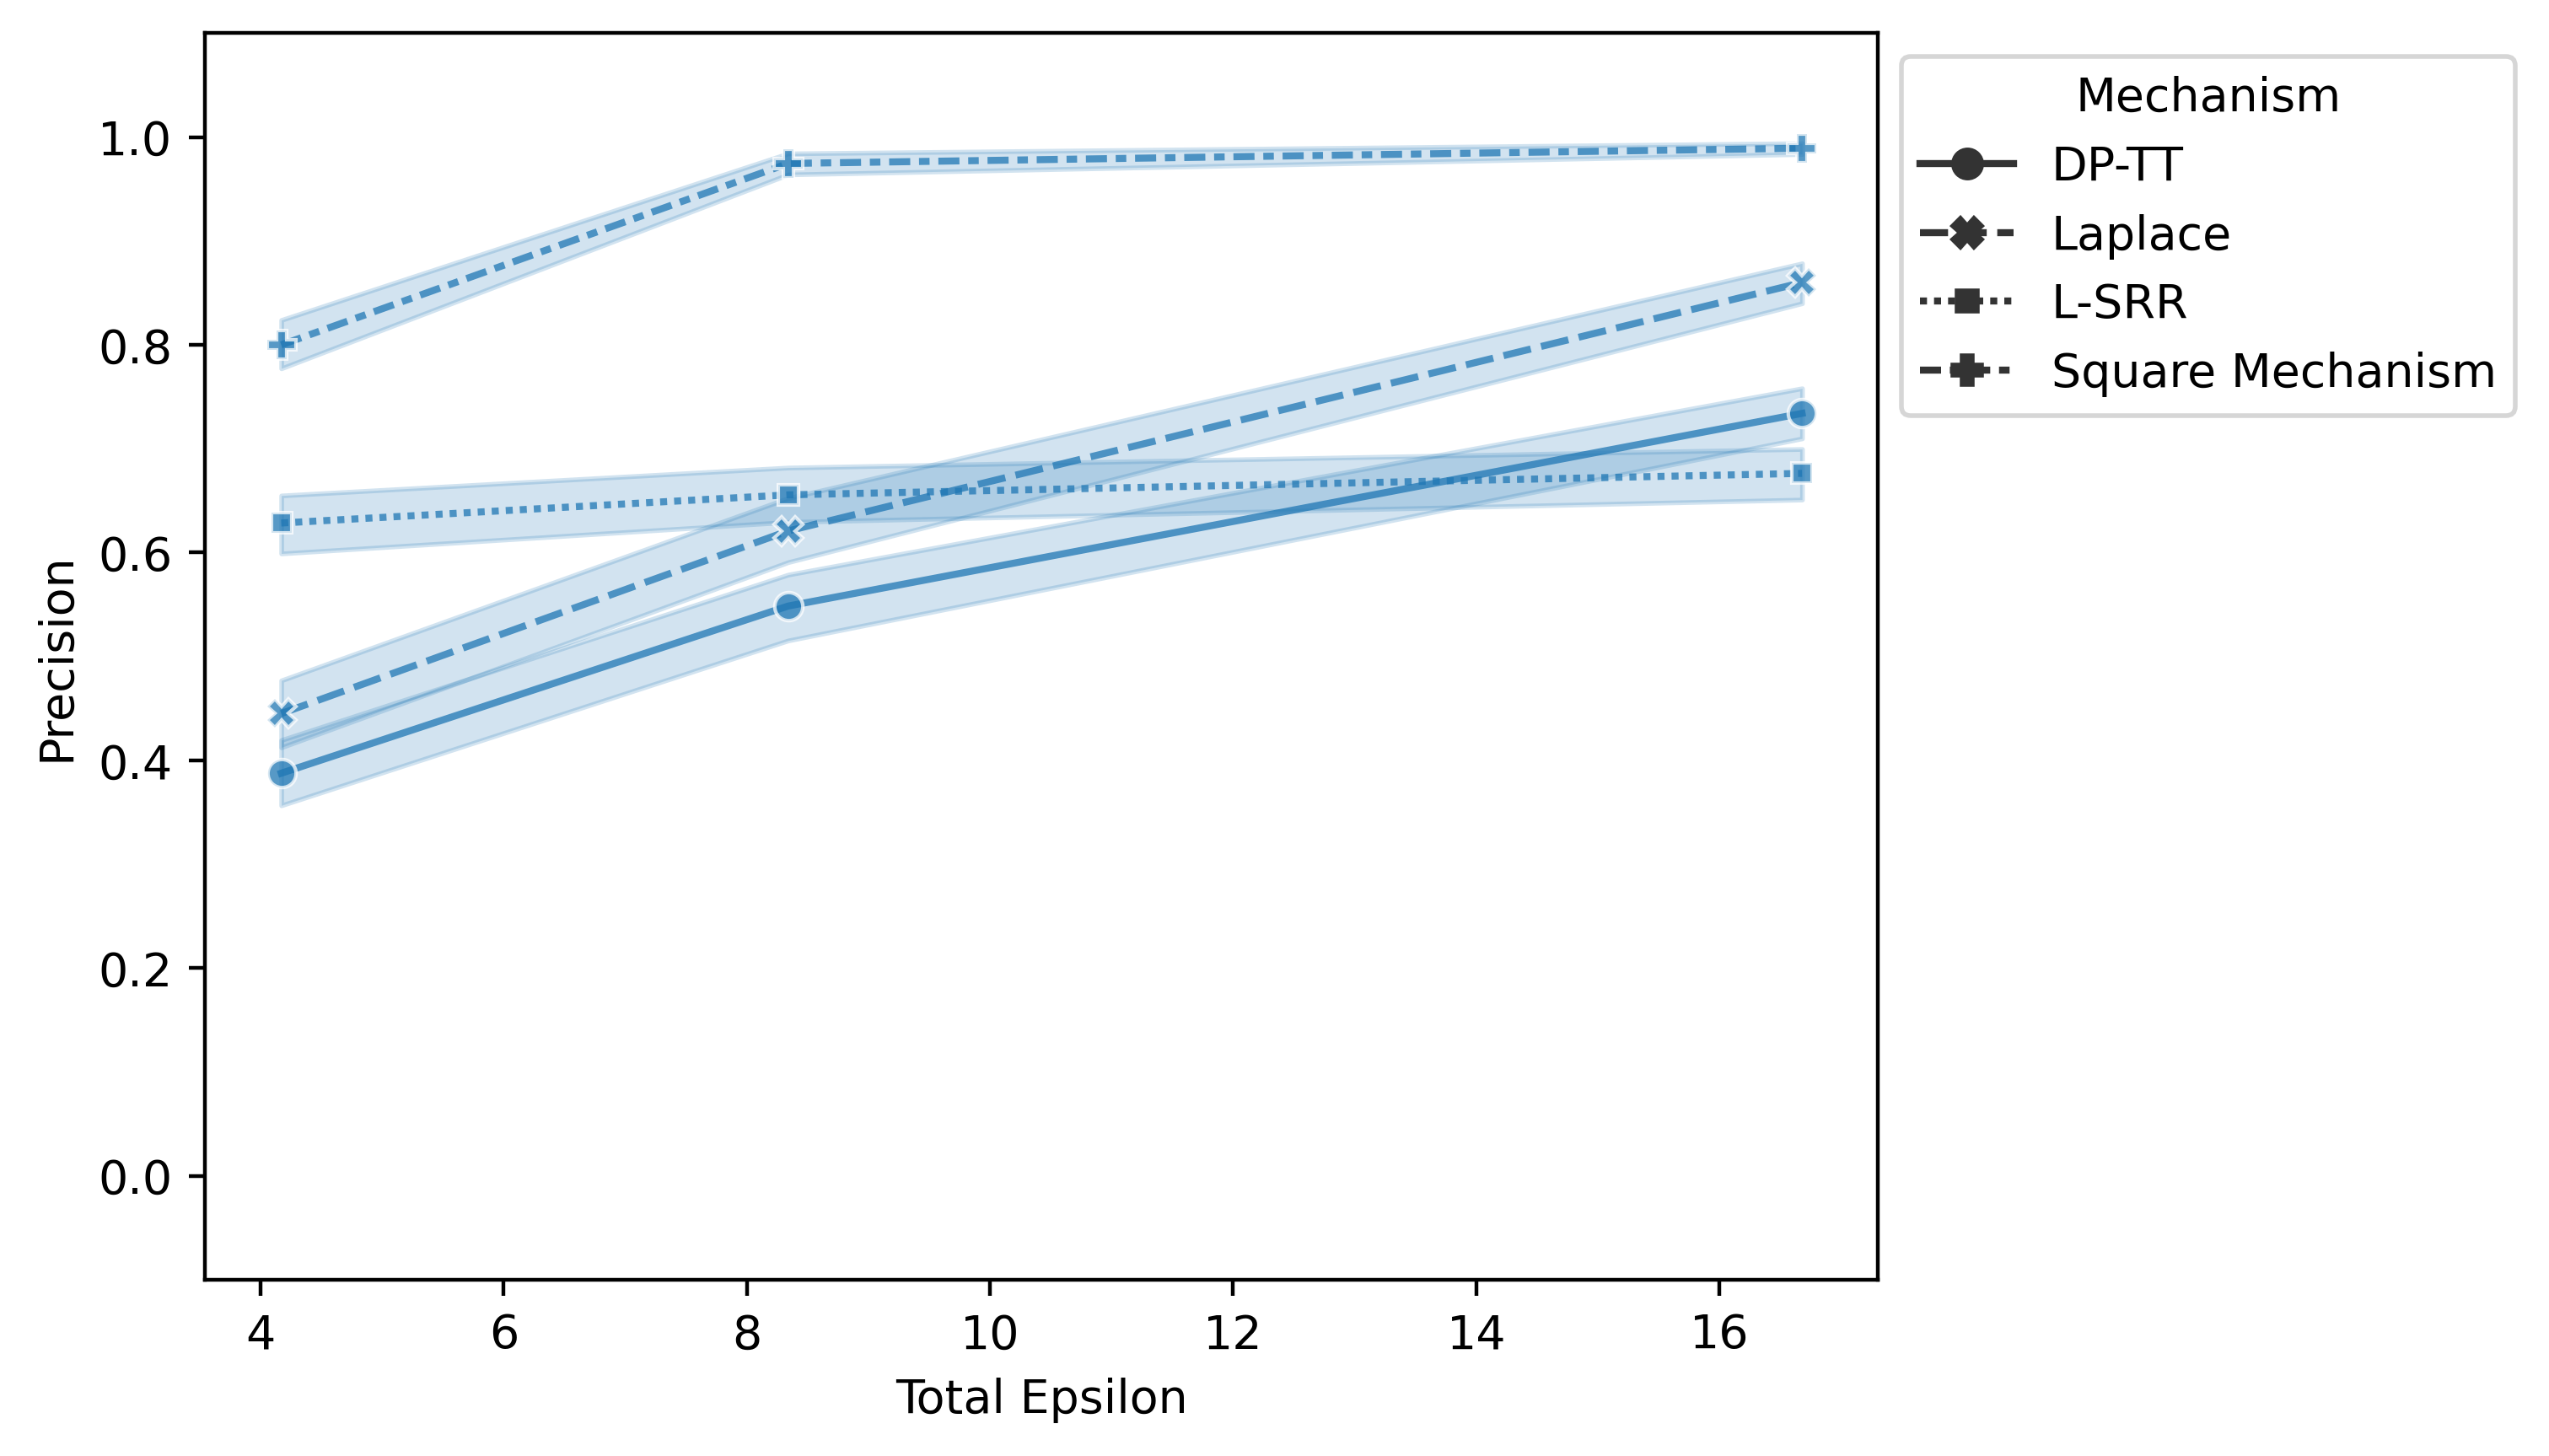 Mechanism
DP-TT
Laplace
L-SRR
Square Mechanism
Precision
1.0
0.8
0.6
0.4
0.2
0.0
4 6 8 10 12 14 16
Total Epsilon